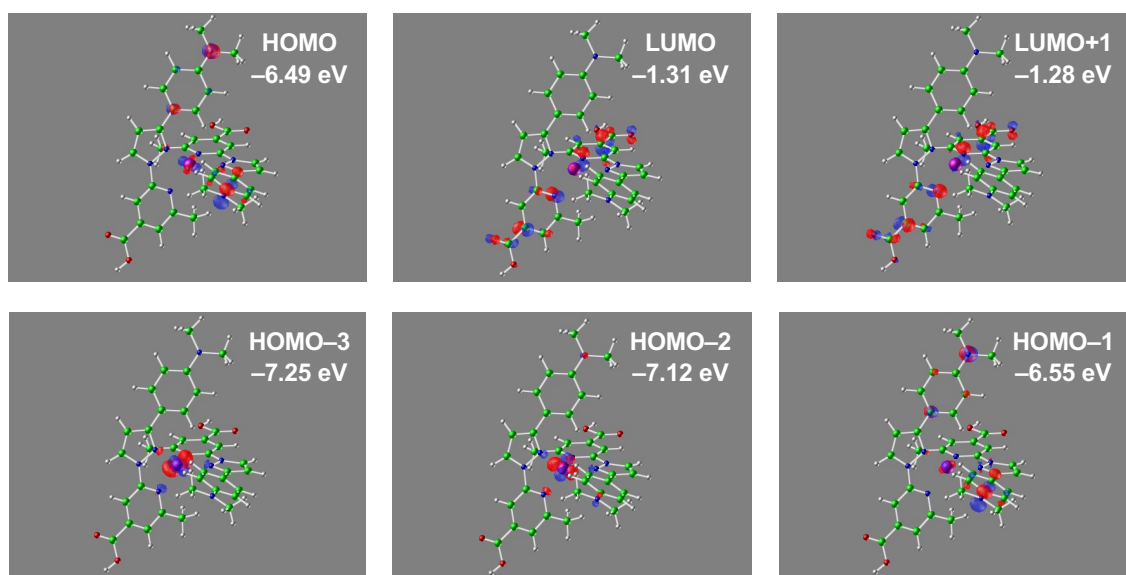 HOMO
–6.49 eV
LUMO
–1.31 eV
LUMO+1
–1.28 eV
HOMO–3
–7.25 eV
HOMO–2
–7.12 eV
HOMO–1
–6.55 eV